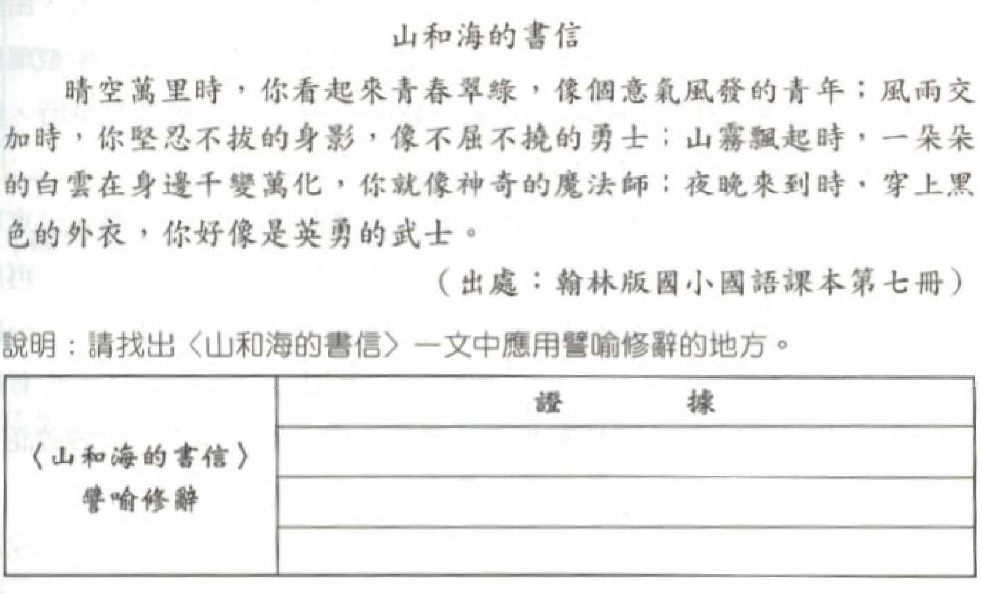 山和海的書信
晴空萬里時，你看起來青春翠綠，像個意氣風發的青年；風雨交
加時，你堅忍不拔的身影，像不屈不撓的勇士；山霧飄起時，一朵朵
的白雲在身邊千變萬化，你就像神奇的魔法師；夜晚來到時，穿上黑
色的外衣，你好像是英勇的武士。
（出處：翰林版國小國語課本第七冊）
說明：請找出〈山和海的書信〉一文中應用譬喻修辭的地方。
證 據
〈山和海的書信〉
譬喻修辭